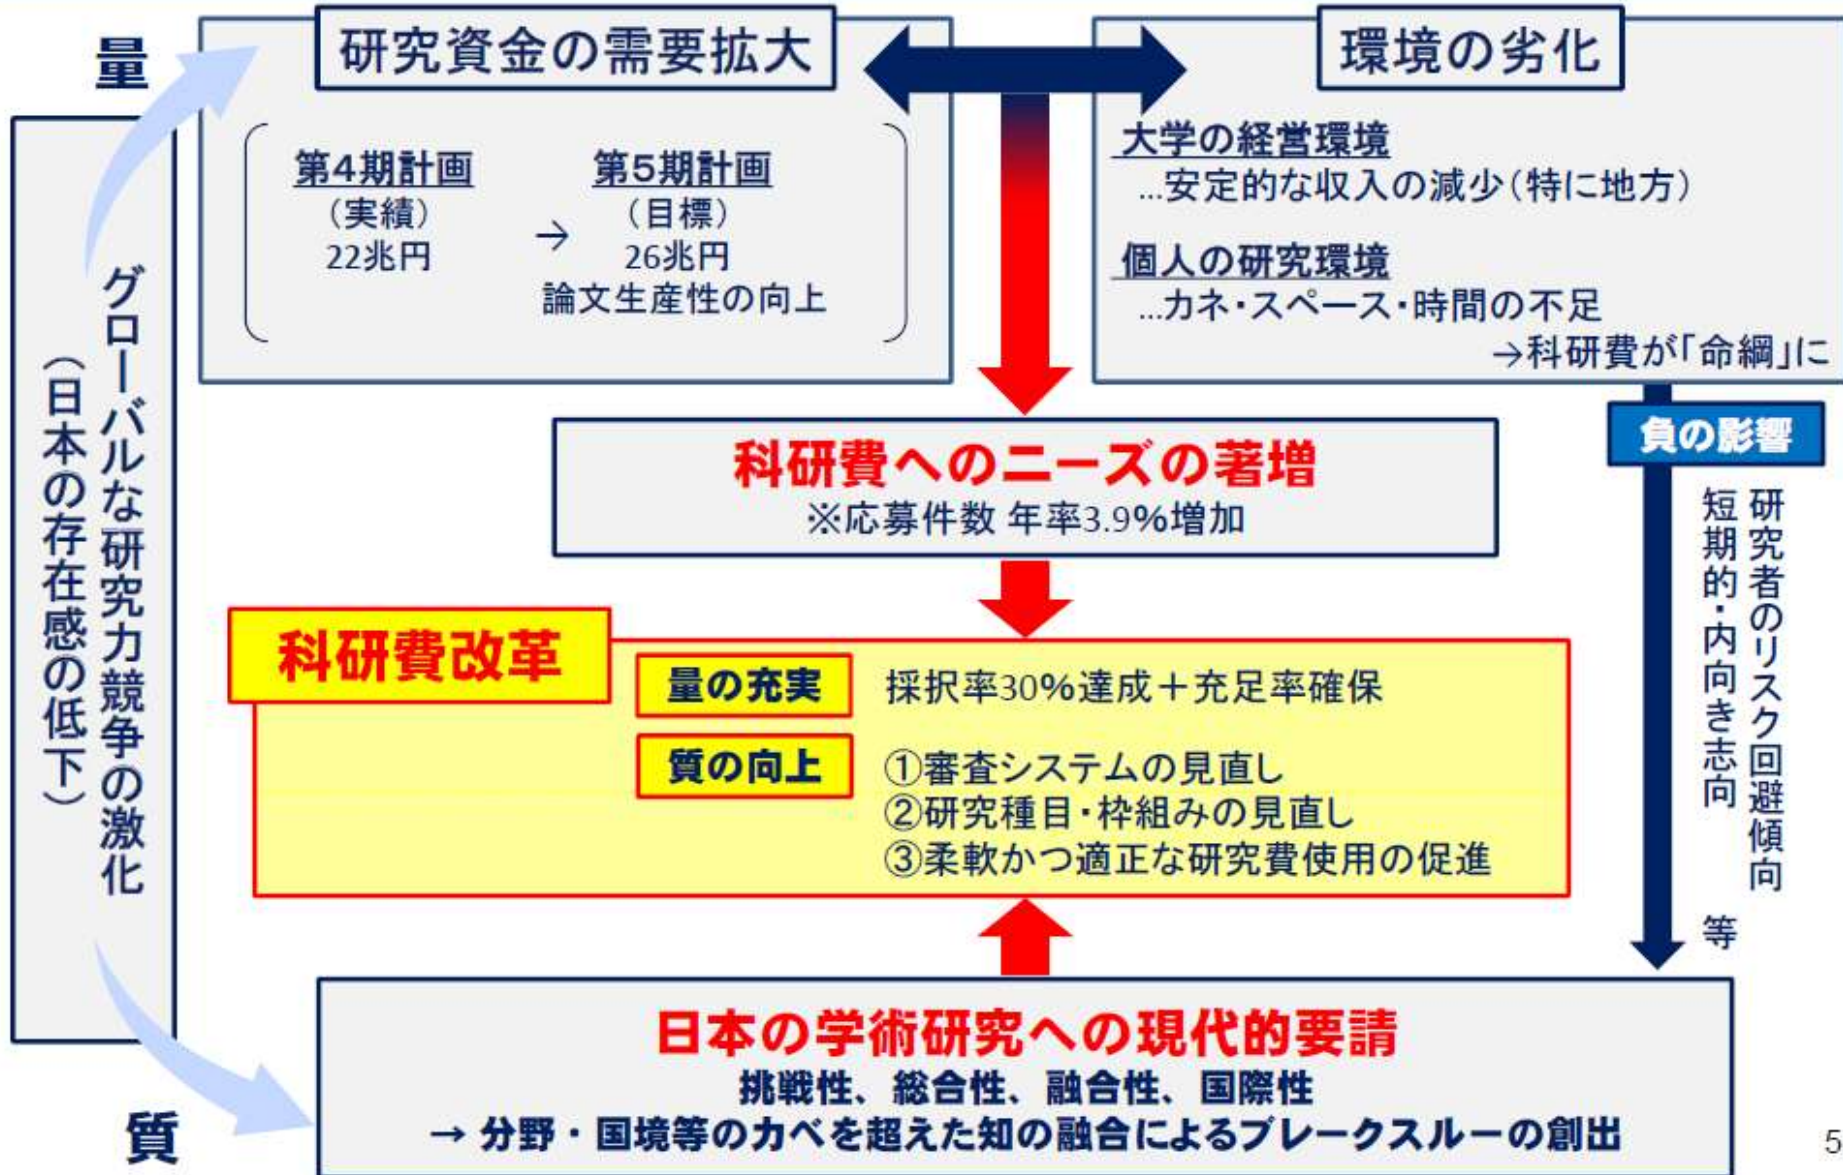 量
グローバルな研究力競争の激化
（日本の存在感の低下）
質
研究資金の需要拡大
第4期計画
（実績）
22兆円
→
第5期計画
（目標）
26兆円
論文生産性の向上
環境の劣化
大学の経営環境
…安定的な収入の減少（特に地方）
個人の研究環境
…カネ・スペース・時間の不足
→科研費が「命綱」に
負の影響
研究者のリスク回避傾向
短期的・内向き志向 等
科研費へのニーズの著増
※応募件数 年率3.9％増加
科研費改革
量の充実 採択率30％達成＋充足率確保
質の向上 ①審査システムの見直し
②研究種目・枠組みの見直し
③柔軟かつ適正な研究費使用の促進
日本の学術研究への現代的要請
挑戦性、総合性、融合性、国際性
→ 分野・国境等のカベを超えた知の融合によるブレークスルーの創出
5